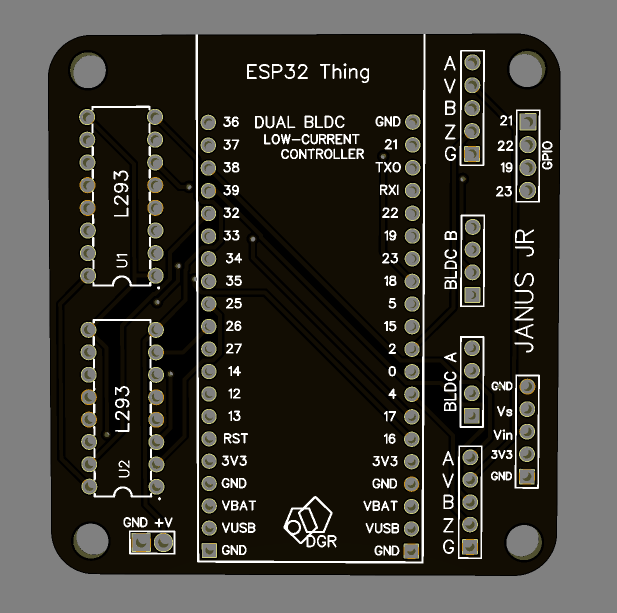 ESP32 Thing
DUAL BLDC
LOW-CURRENT
CONTROLLER
36
37
38
39
32
33
34
35
25
26
27
14
12
13
RST
3V3
GND
VBAT
VUSB
GND
GND
21
TXO
RXI
22
19
23
18
5
15
2
0
4
17
16
3V3
GND
VBAT
VUSB
GND
DGR
L293
U1
L293
U2
GND +V
A
V
B
Z
G
21
22
19
23
GPIO
BLDC B
JANUS JR
BLDC A
GND
Vs
Vin
3V3
GND
A
V
B
Z
G